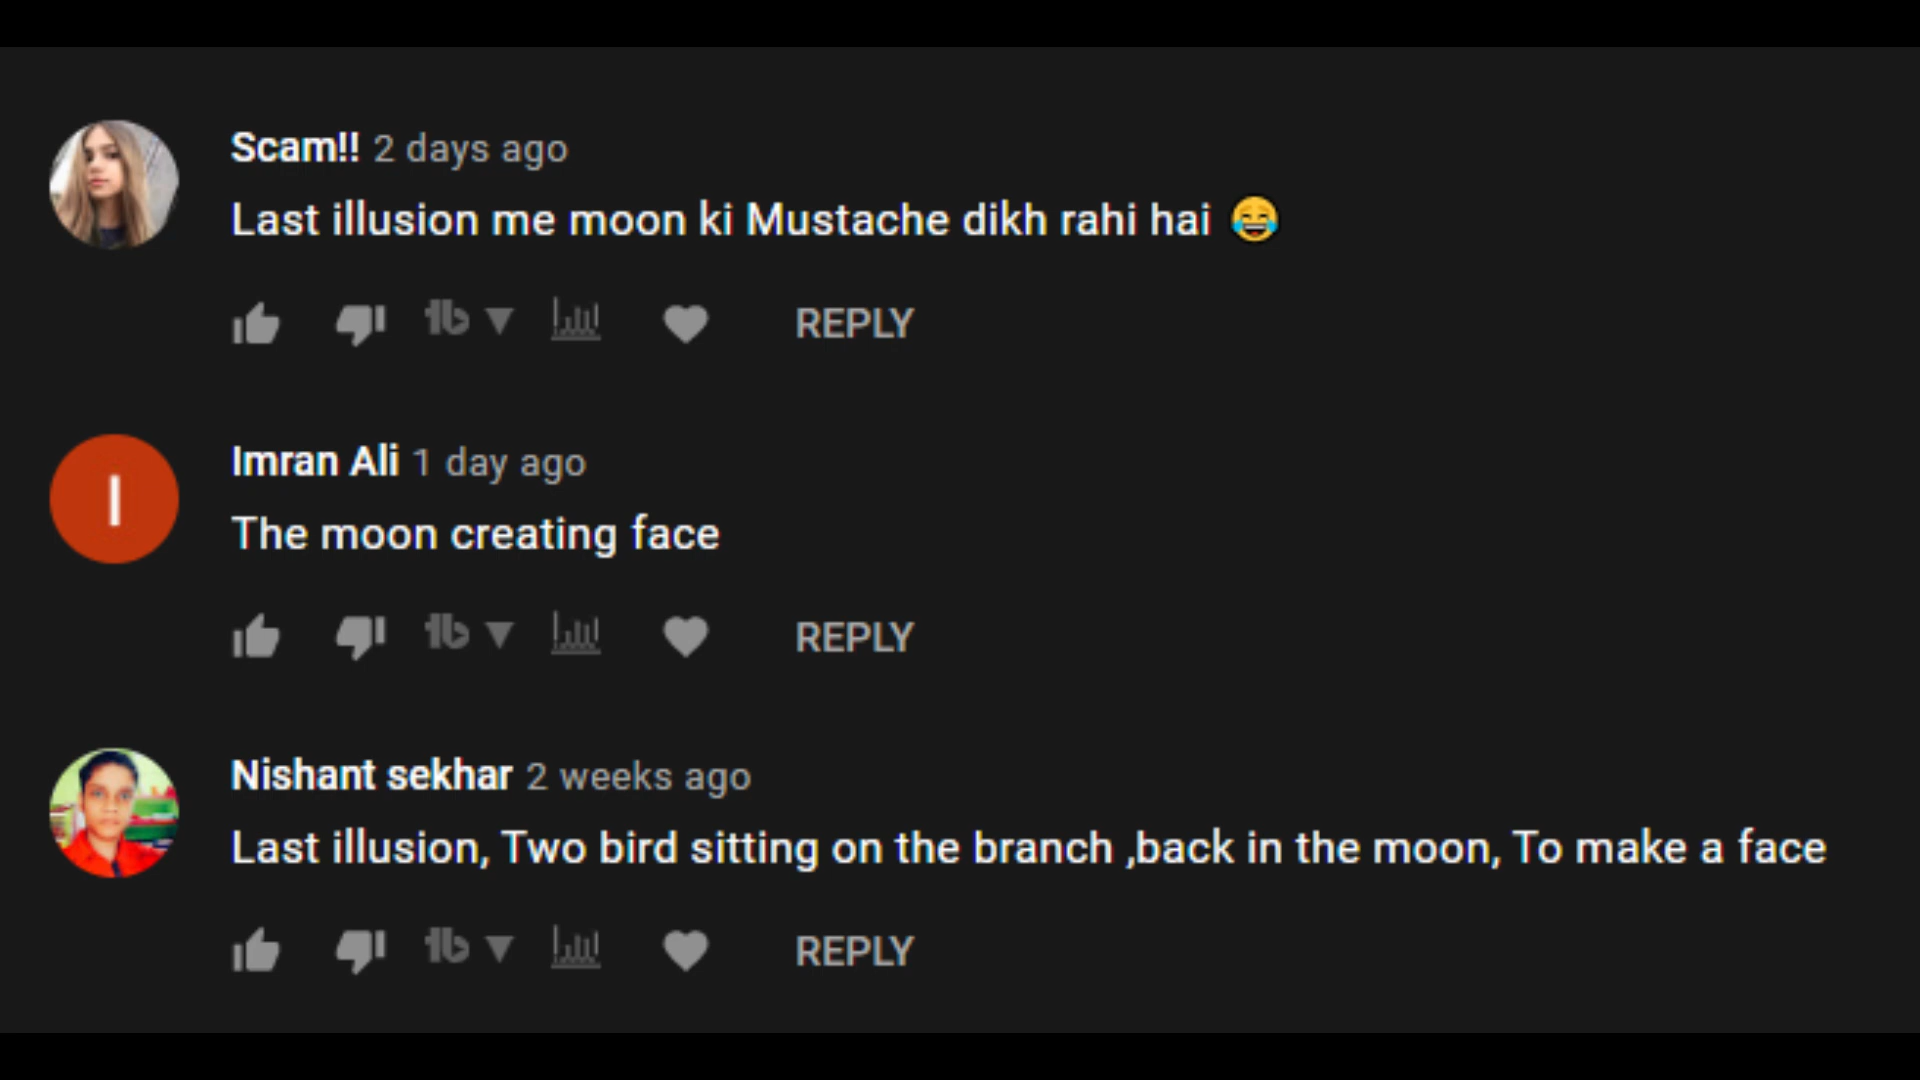 Scam!! 2 days ago
Last illusion me moon ki Mustache dikh rahi hai 😂
REPLY
I
Imran Ali 1 day ago
The moon creating face
REPLY
Nishant sekhar 2 weeks ago
Last illusion, Two bird sitting on the branch ,back in the moon, To make a face
REPLY